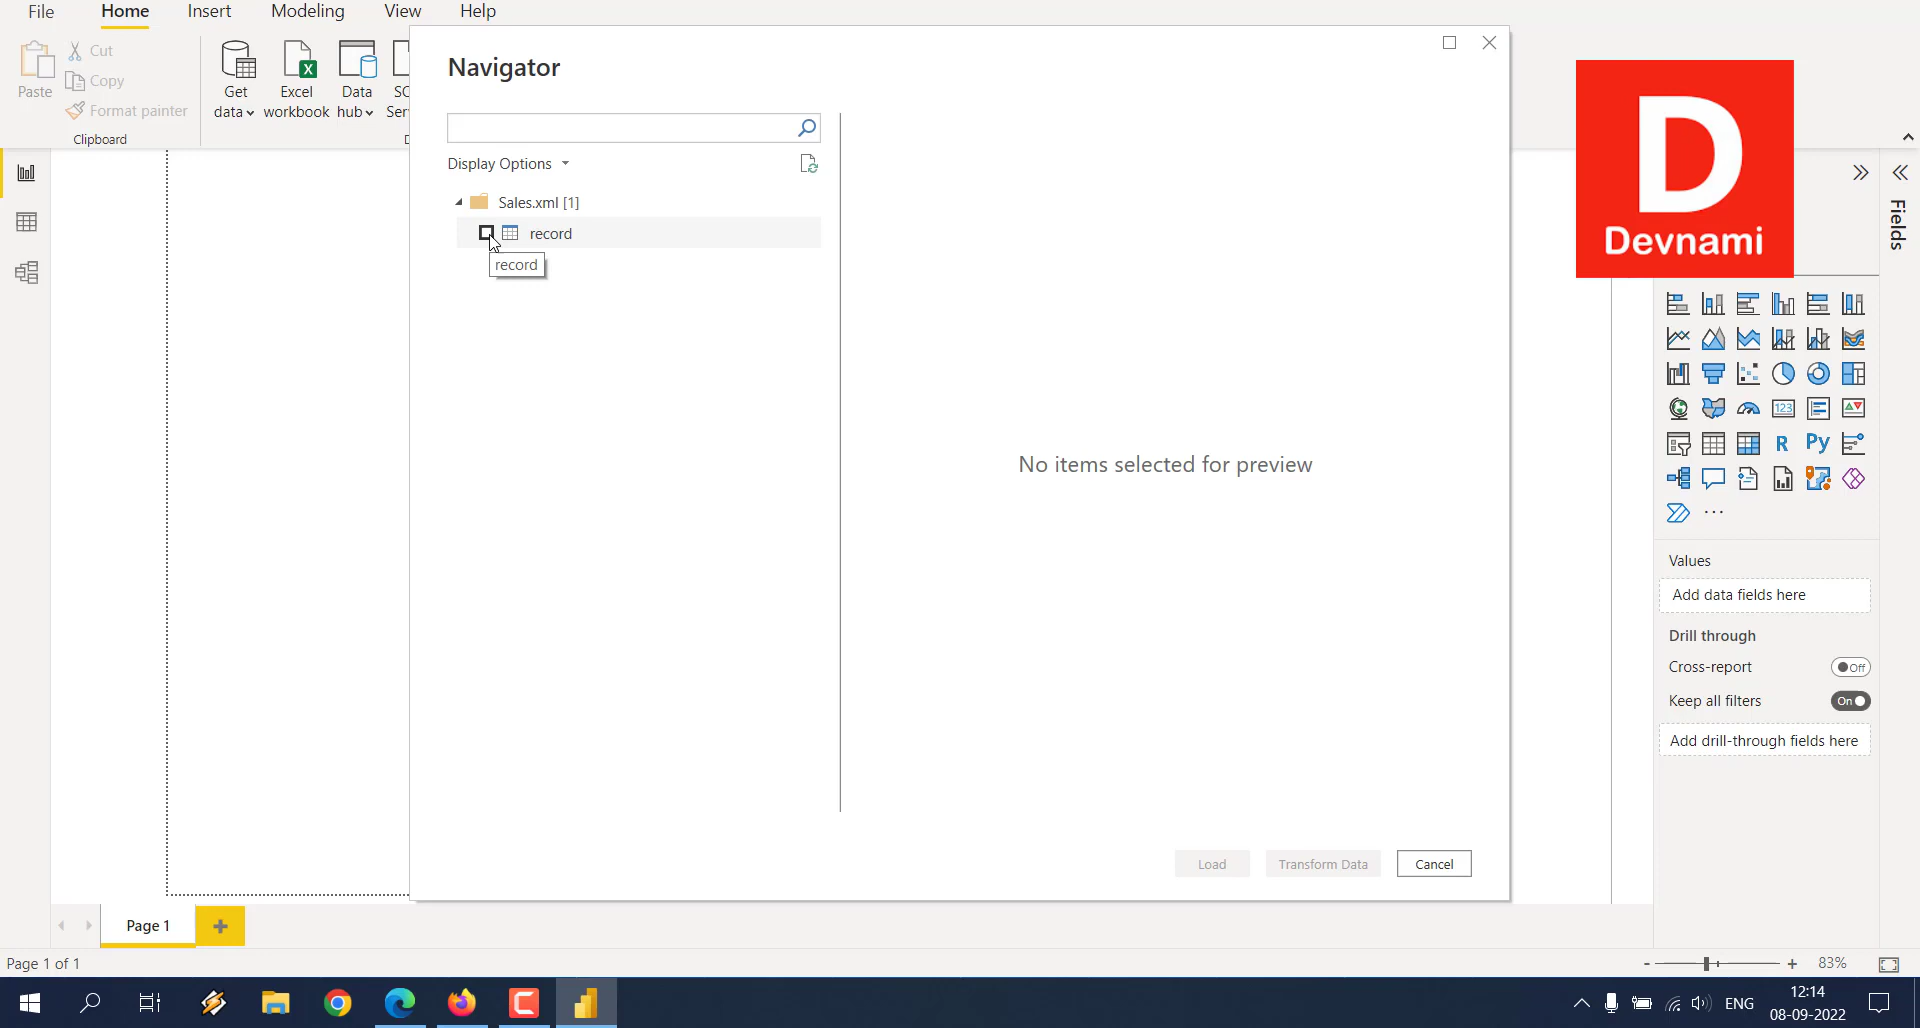 File
Home
Insert
Modeling
View
Help
Paste
Cut
Copy
Format painter
Clipboard
Get
data
Excel
workbook
Data
hub
Navigator
Display Options
Sales.xml [1]
record
record
No items selected for preview
Load
Transform Data
Cancel
D
Devnami
Fields
123
R
Py
...
Values
Add data fields here
Drill through
Cross-report
Off
Keep all filters
On
Add drill-through fields here
Page 1
Page 1 of 1
- + 83%
ENG
12:14
08-09-2022